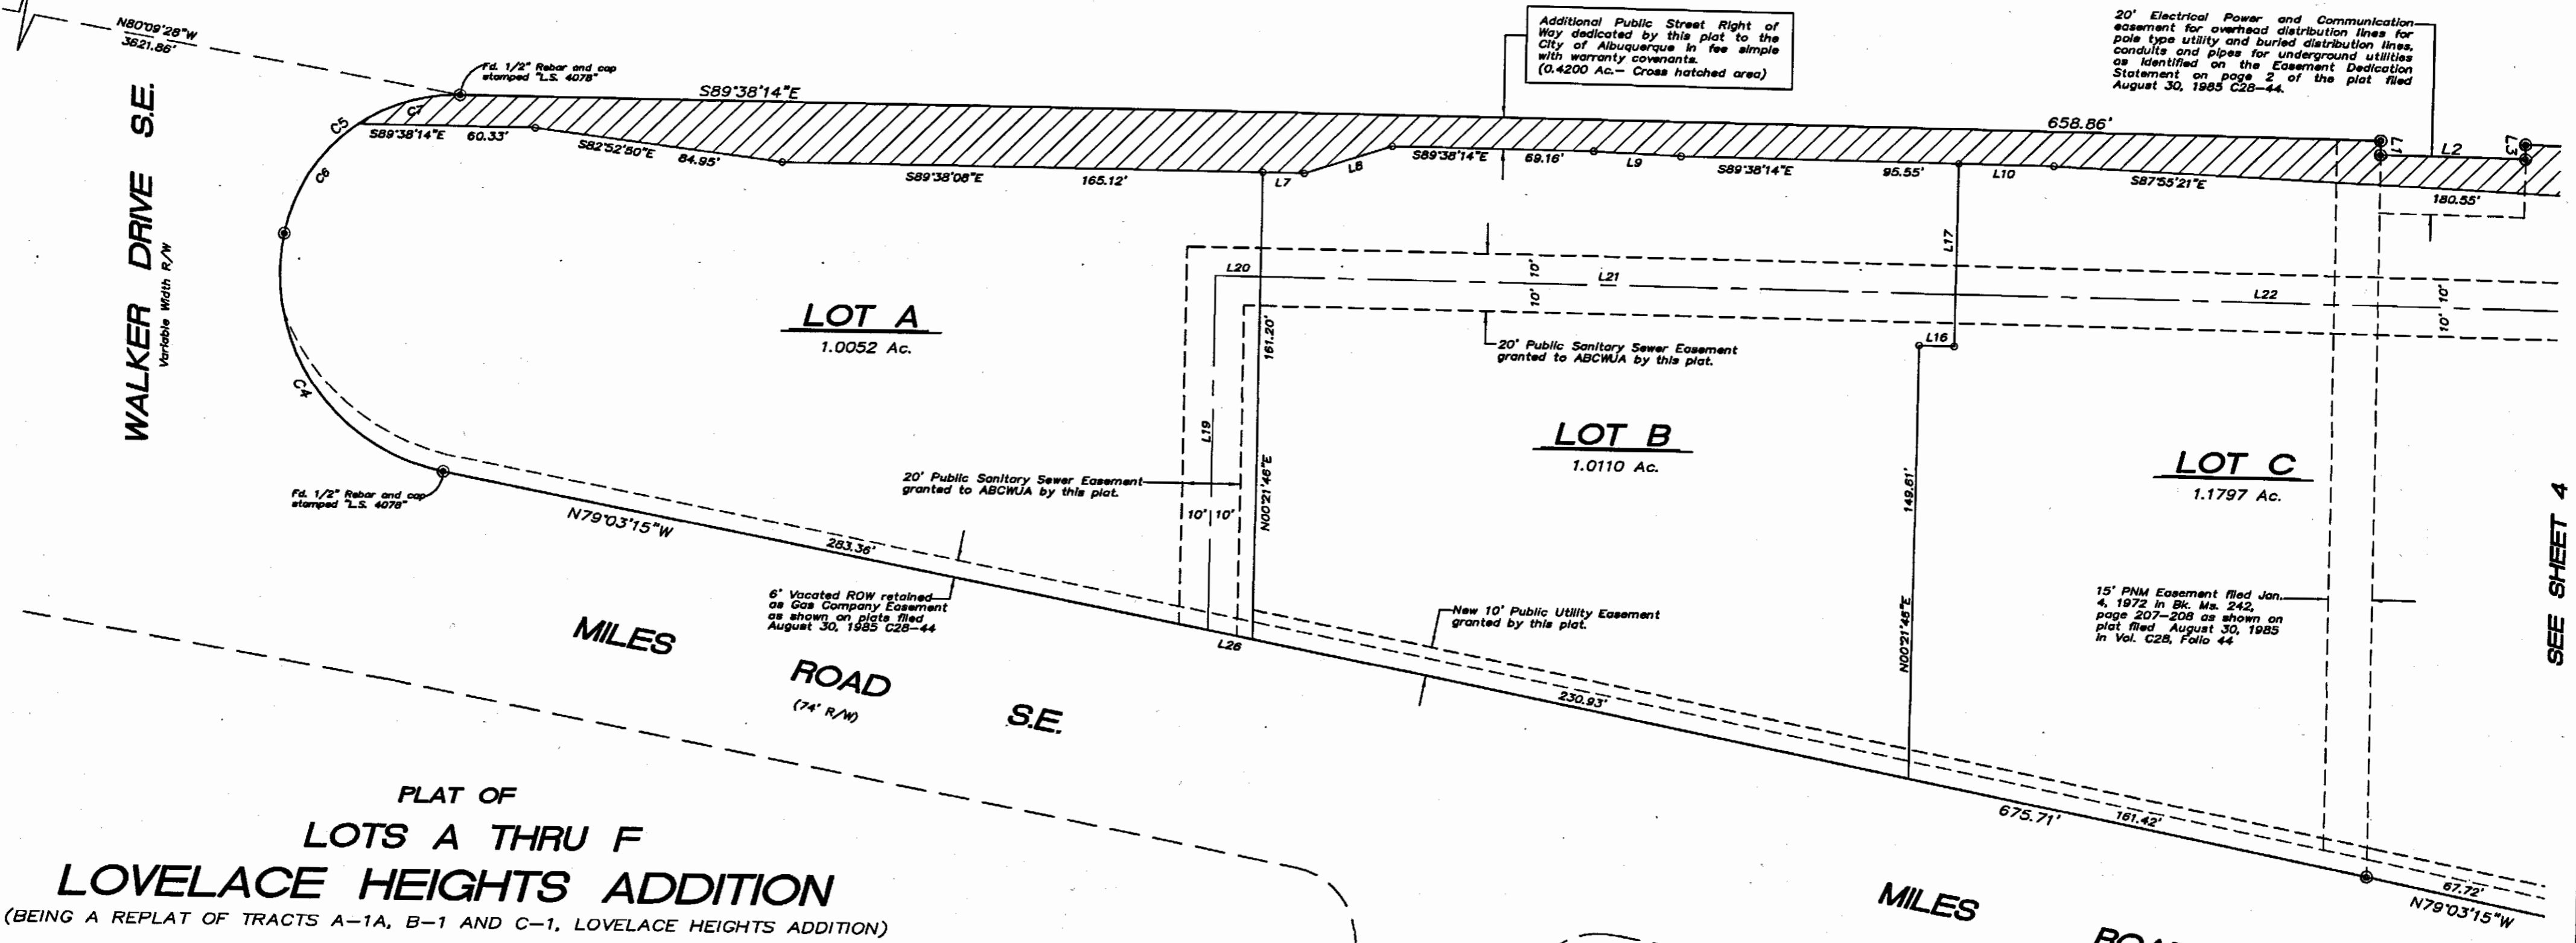 N80°09'28"W
3621.86'
WALKER DRIVE S.E.
Variable Width R/W
Fd. 1/2" Rebar and cap
stamped "L.S. 4078"
S89°38'14"E
Additional Public Street Right of
Way dedicated by this plat to the
City of Albuquerque in fee simple
with warranty covenants.
(0.4200 Ac.- Cross hatched area)
658.86'
20' Electrical Power and Communication
easement for overhead distribution lines for
pole type utility and buried distribution lines,
conduits and pipes for underground utilities
as identified on the Easement Dedication
Statement on page 2 of the plat filed
August 30, 1985 C28-44.
L1
L2
L3
C5
C7
C6
C4
S89°38'14"E 60.33'
S82°52'50"E 84.95'
S89°38'08"E 165.12'
L7
L8
S89°38'14"E 69.16'
L9
S89°38'14"E 95.55'
L10
S87°55'21"E
180.55'
L17
L20
10'
10'
L21
L22
10'
10'
LOT A
1.0052 Ac.
161.20'
N00°21'46"E
20' Public Sanitary Sewer Easement
granted to ABCWUA by this plat.
L16
LOT B
1.0110 Ac.
149.61'
N00°21'46"E
LOT C
1.1797 Ac.
L19
20' Public Sanitary Sewer Easement
granted to ABCWUA by this plat.
10' 10'
Fd. 1/2" Rebar and cap
stamped "L.S. 4078"
N79°03'15"W
283.36'
6' Vacated ROW retained
as Gas Company Easement
as shown on plats filed
August 30, 1985 C28-44
L26
New 10' Public Utility Easement
granted by this plat.
230.93'
15' PNM Easement filed Jan.
4, 1972 in Bk. Ms. 242,
page 207-208 as shown on
plat filed August 30, 1985
in Vol. C28, Folio 44
SEE SHEET 4
MILES
ROAD
(74' R/W)
S.E.
675.71'
161.42'
67.72'
N79°03'15"W
MILES
ROAD
PLAT OF
LOTS A THRU F
LOVELACE HEIGHTS ADDITION
(BEING A REPLAT OF TRACTS A-1A, B-1 AND C-1, LOVELACE HEIGHTS ADDITION)